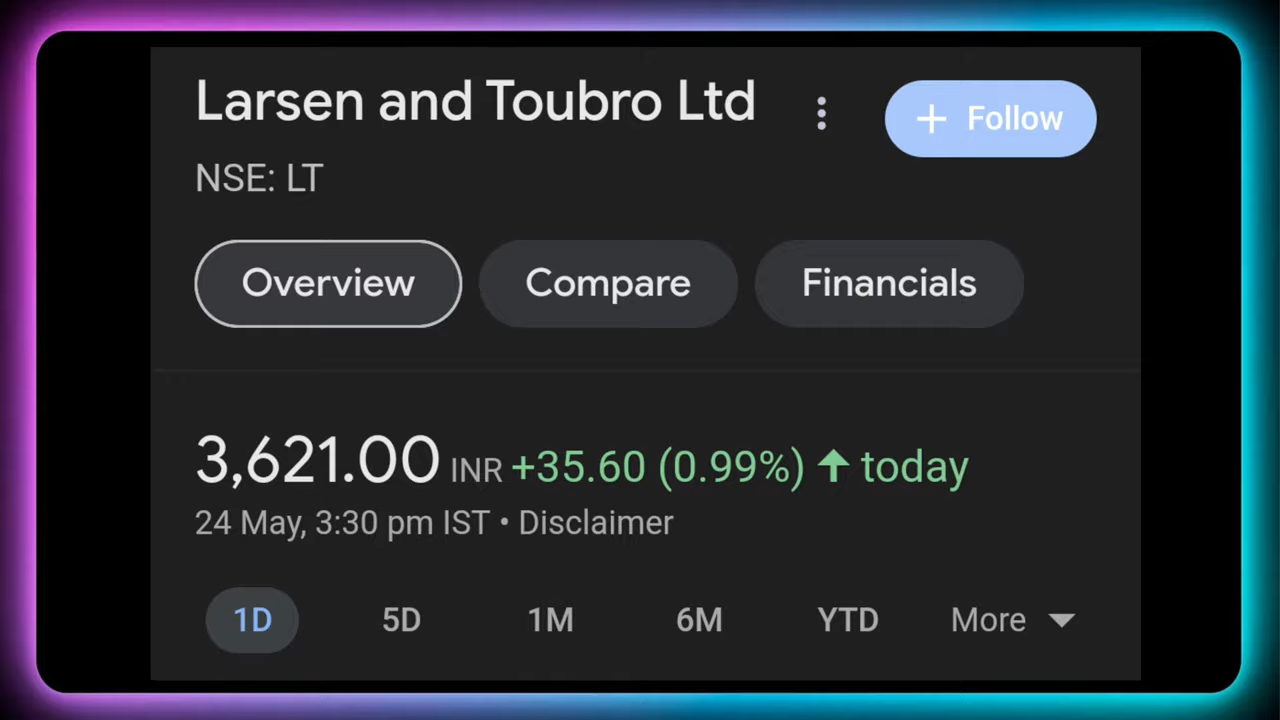 Larsen and Toubro Ltd
+ Follow
NSE: LT
Overview Compare Financials
3,621.00 INR +35.60 (0.99%) ↑ today
24 May, 3:30 pm IST • Disclaimer
1D 5D 1M 6M YTD More